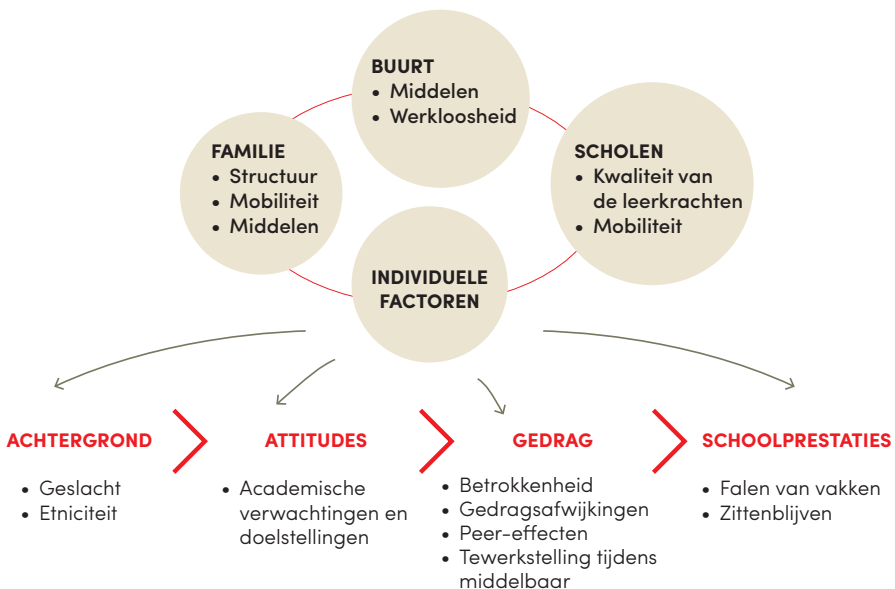 BUURT
• Middelen
• Werkloosheid
FAMILIE
• Structuur
• Mobiliteit
• Middelen
SCHOLEN
• Kwaliteit van
de leerkrachten
• Mobiliteit
INDIVIDUELE
FACTOREN
ACHTERGROND
• Geslacht
• Etniciteit
ATTITUDES
• Academische
verwachtingen en
doelstellingen
GEDRAG
• Betrokkenheid
• Gedragsafwijkingen
• Peer-effecten
• Tewerkstelling tijdens
middelbaar
SCHOOLPRESTATIES
• Falen van vakken
• Zittenblijven